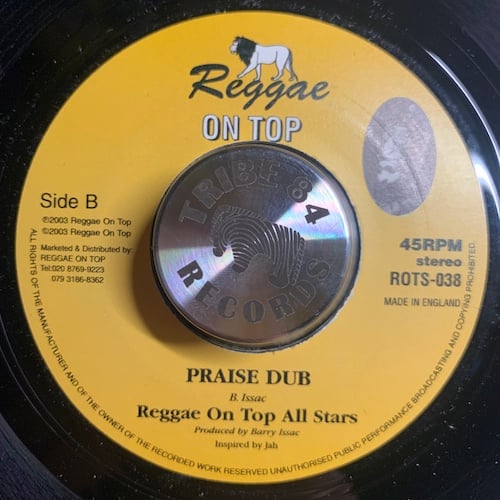 Reggae
ON TOP
Side B
℗2003 Reggae On Top
©2003 Reggae On Top
Marketed & Distributed by:
REGGAE ON TOP
Tel:020 8769-9223
079 3186-8362
TRIBE 84
RECORDS
45RPM
stereo
ROTS-038
MADE IN ENGLAND
PRAISE DUB
B. Issac
Reggae On Top All Stars
Produced by Barry Issac
Inspired by Jah
ALL RIGHTS OF THE MANUFACTURER AND OF THE OWNER OF THE RECORDED WORK RESERVED UNAUTHORISED PUBLIC PERFORMANCE BROADCASTING AND COPYING PROHIBITED.